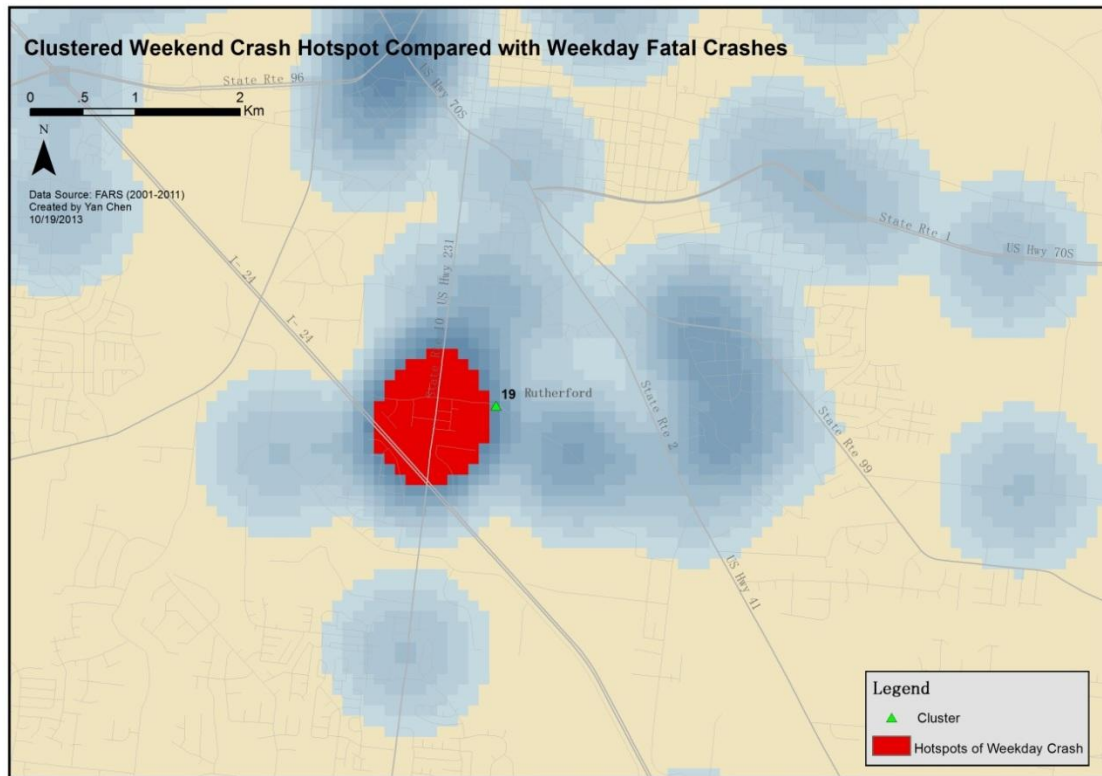 Clustered Weekend Crash Hotspot Compared with Weekday Fatal Crashes
State Rte 96
US Hwy 70S
0 .5 1 2
Km
N
Data Source: FARS (2001-2011)
Created by Yan Chen
10/19/2013
State Rte 1
US Hwy 70S
I- 24
I- 24
State Rte 10 US Hwy 231
19 Rutherford
State Rte 2
State Rte 99
US Hwy 41
Legend
Cluster
Hotspots of Weekday Crash